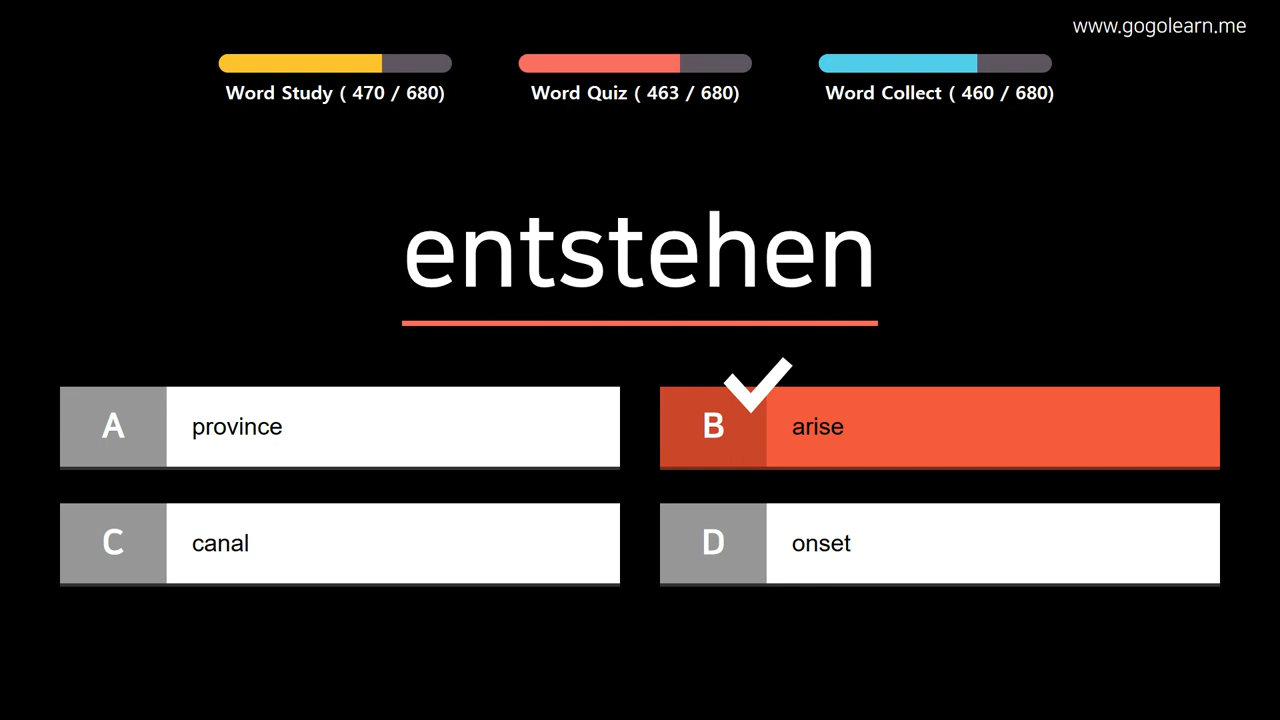 www.gogolearn.me
Word Study ( 470 / 680)
Word Quiz ( 463 / 680)
Word Collect ( 460 / 680)
entstehen
A province
B arise
C canal
D onset